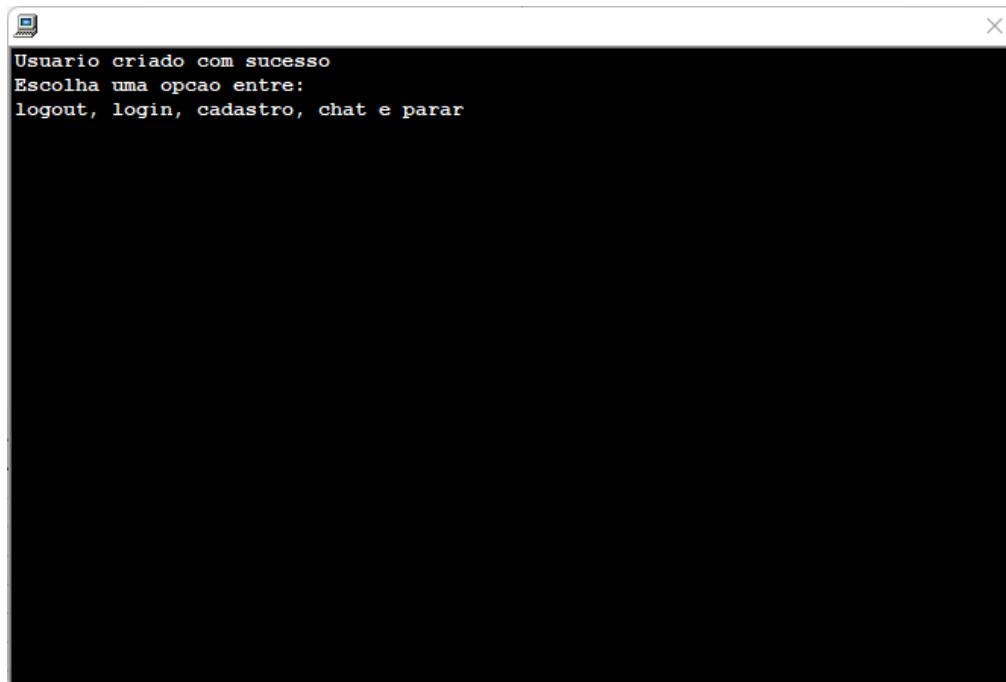 Usuario criado com sucesso
Escolha uma opcao entre:
logout, login, cadastro, chat e parar